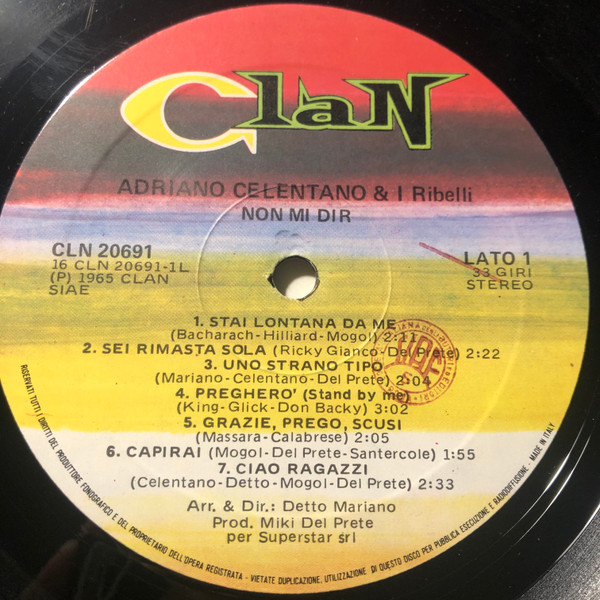 ClaN
ADRIANO CELENTANO & I Ribelli
NON MI DIR
CLN 20691
16 CLN 20691-1L
(P) 1965 CLAN
SIAE
LATO 1
33 GIRI
STEREO
1. STAI LONTANA DA ME
(Bacharach-Hilliard-Mogol) 2:11
2. SEI RIMASTA SOLA (Ricky Gianco-Del Prete) 2:22
3. UNO STRANO TIPO
(Mariano-Celentano-Del Prete) 2:04
4. PREGHERO' (Stand by me)
(King-Glick-Don Backy) 3:02
5. GRAZIE, PREGO, SCUSI
(Massara-Calabrese) 2:05
6. CAPIRAI (Mogol-Del Prete-Santercole) 1:55
7. CIAO RAGAZZI
(Celentano-Detto-Mogol-Del Prete) 2:33
Arr. & Dir.: Detto Mariano
Prod. Miki Del Prete
per Superstar srl
RISERVATI TUTTI I DIRITTI DEL PRODUTTORE FONOGRAFICO E DEL PROPRIETARIO DELL'OPERA REGISTRATA - VIETATE DUPLICAZIONE, UTILIZZAZIONE DI QUESTO DISCO PER PUBBLICA ESECUZIONE E RADIODIFFUSIONE. - MADE IN ITALY